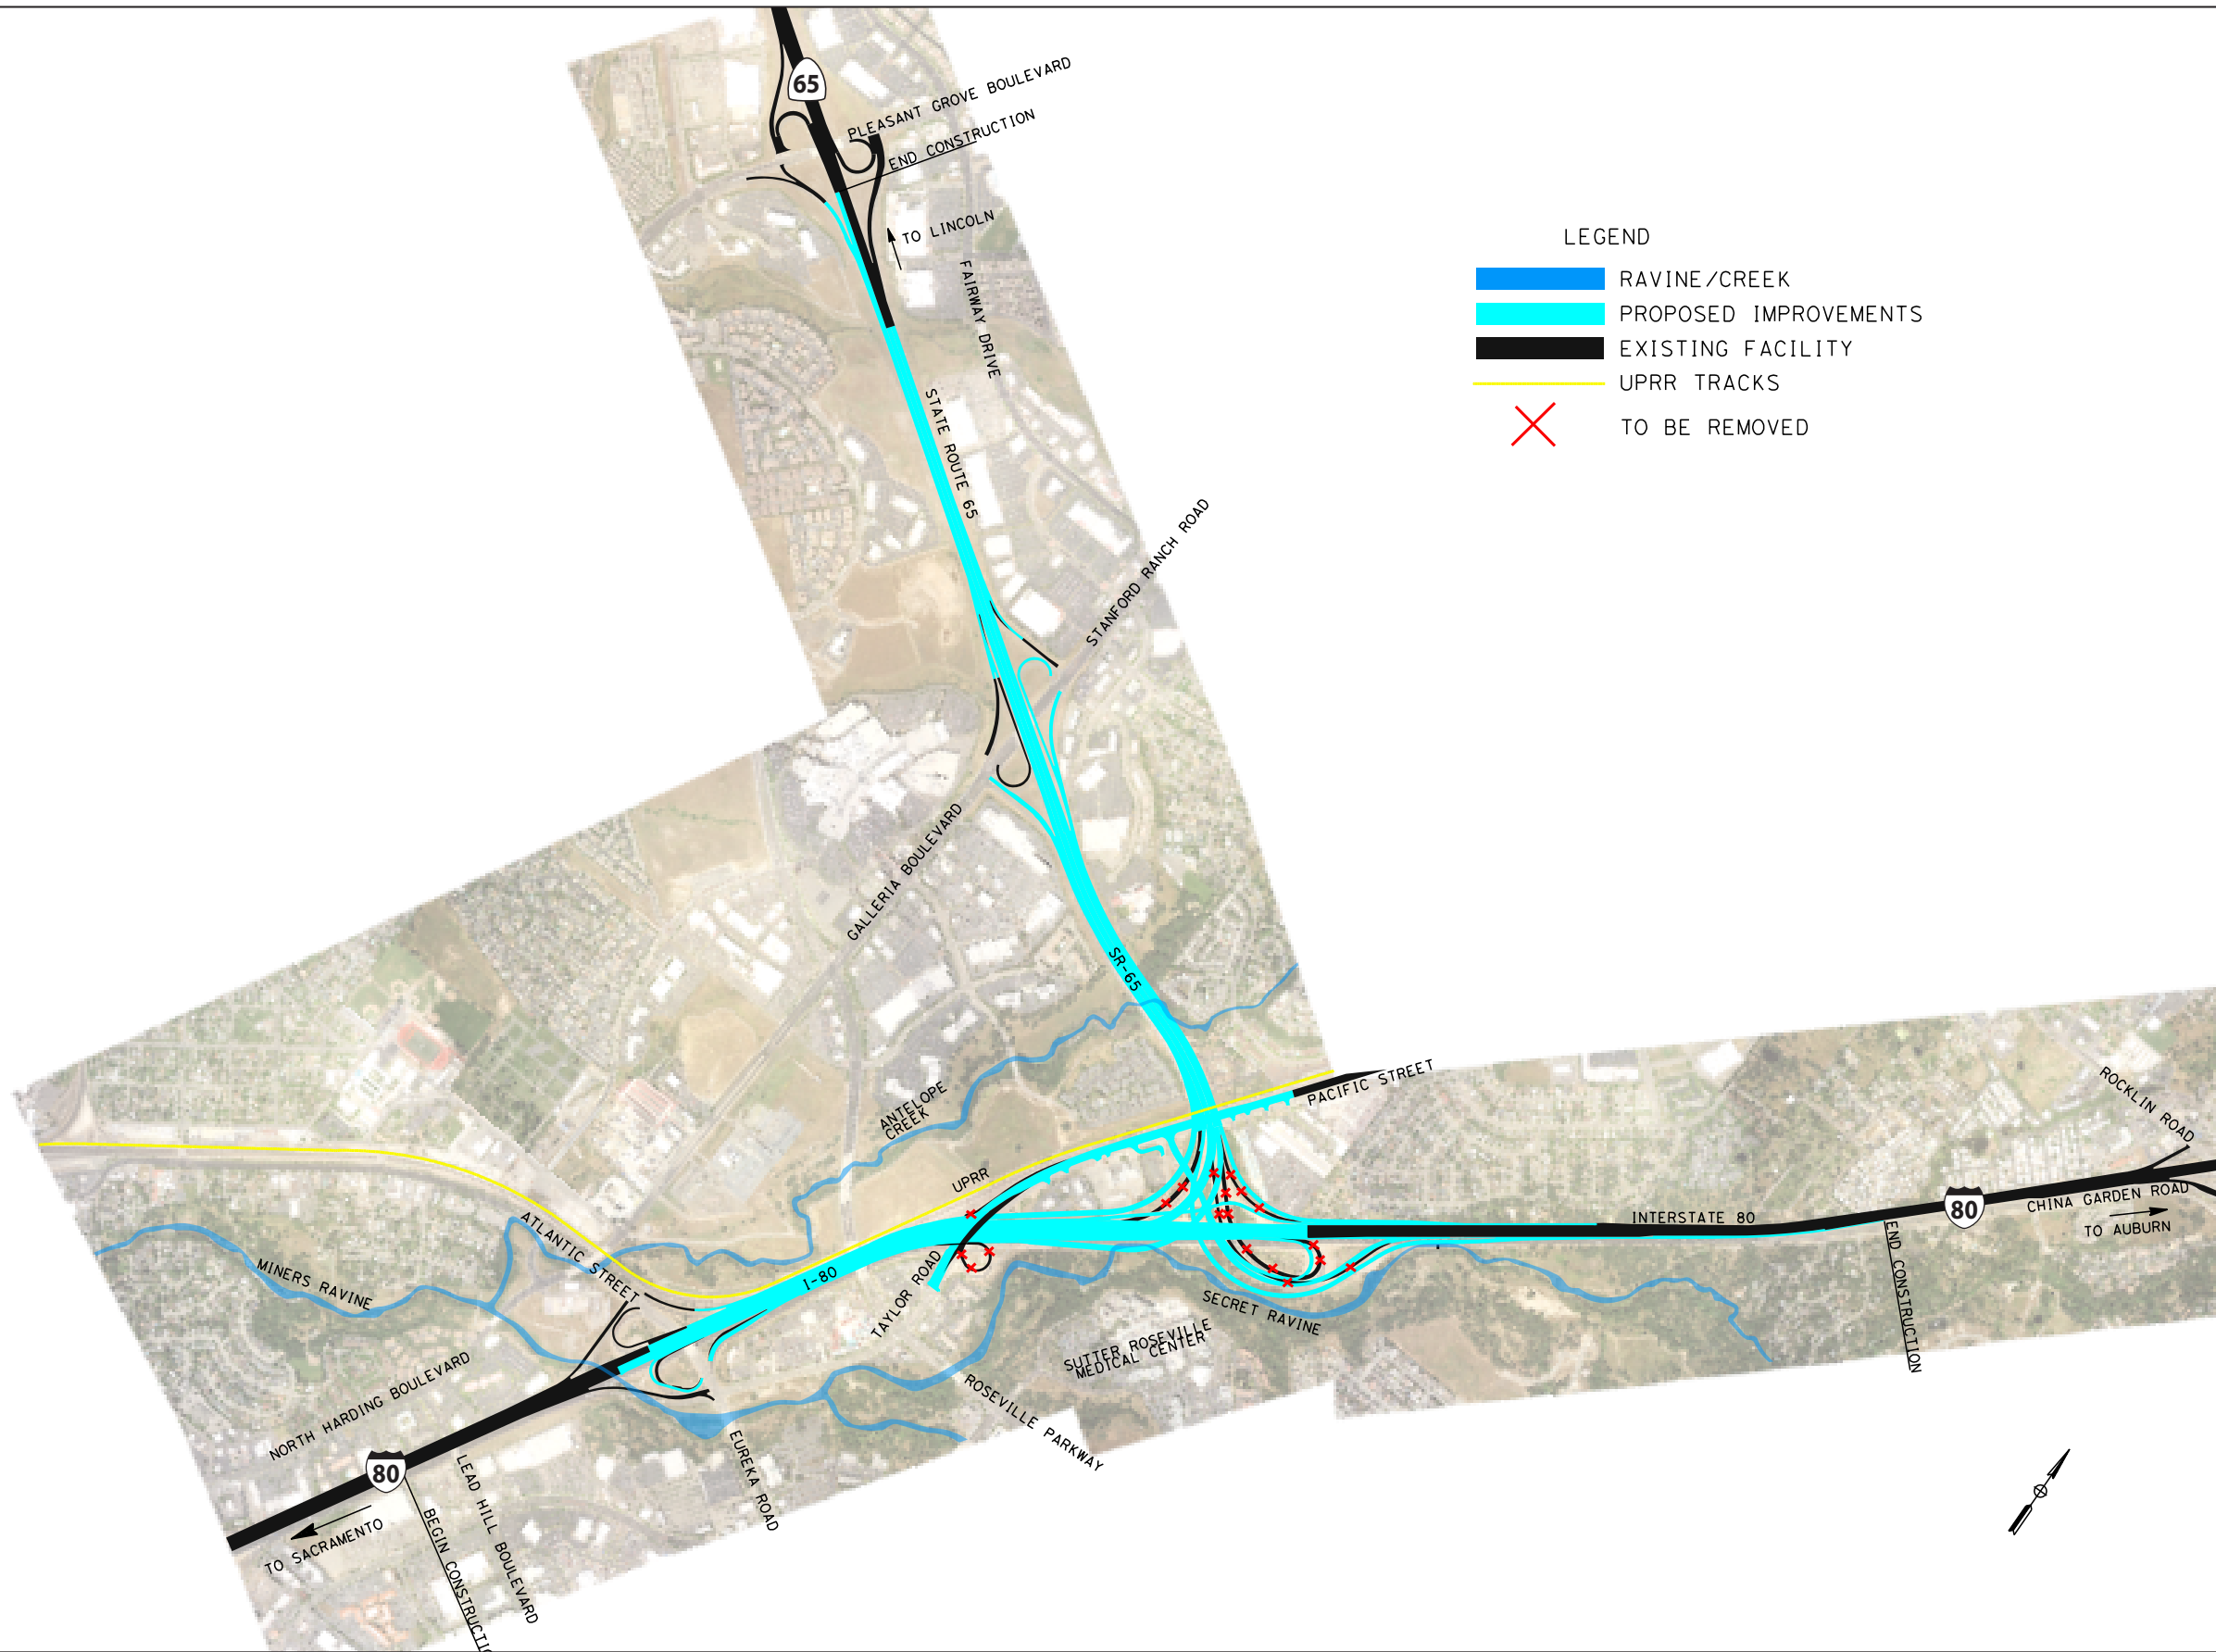 65
PLEASANT GROVE BOULEVARD
END CONSTRUCTION
TO LINCOLN
FAIRWAY DRIVE
LEGEND
RAVINE/CREEK
PROPOSED IMPROVEMENTS
EXISTING FACILITY
UPRR TRACKS
TO BE REMOVED
STATE ROUTE 65
STANFORD RANCH ROAD
GALLERIA BOULEVARD
SR-65
ANTELOPE
CREEK
PACIFIC STREET
ROCKLIN ROAD
UPRR
INTERSTATE 80
80
CHINA GARDEN ROAD
TO AUBURN
END CONSTRUCTION
ATLANTIC STREET
MINERS RAVINE
I-80
TAYLOR ROAD
SECRET RAVINE
SUTTER ROSEVILLE
MEDICAL CENTER
ROSEVILLE PARKWAY
NORTH HARDING BOULEVARD
EUREKA ROAD
80
LEAD HILL BOULEVARD
TO SACRAMENTO
BEGIN CONSTRUCTIO